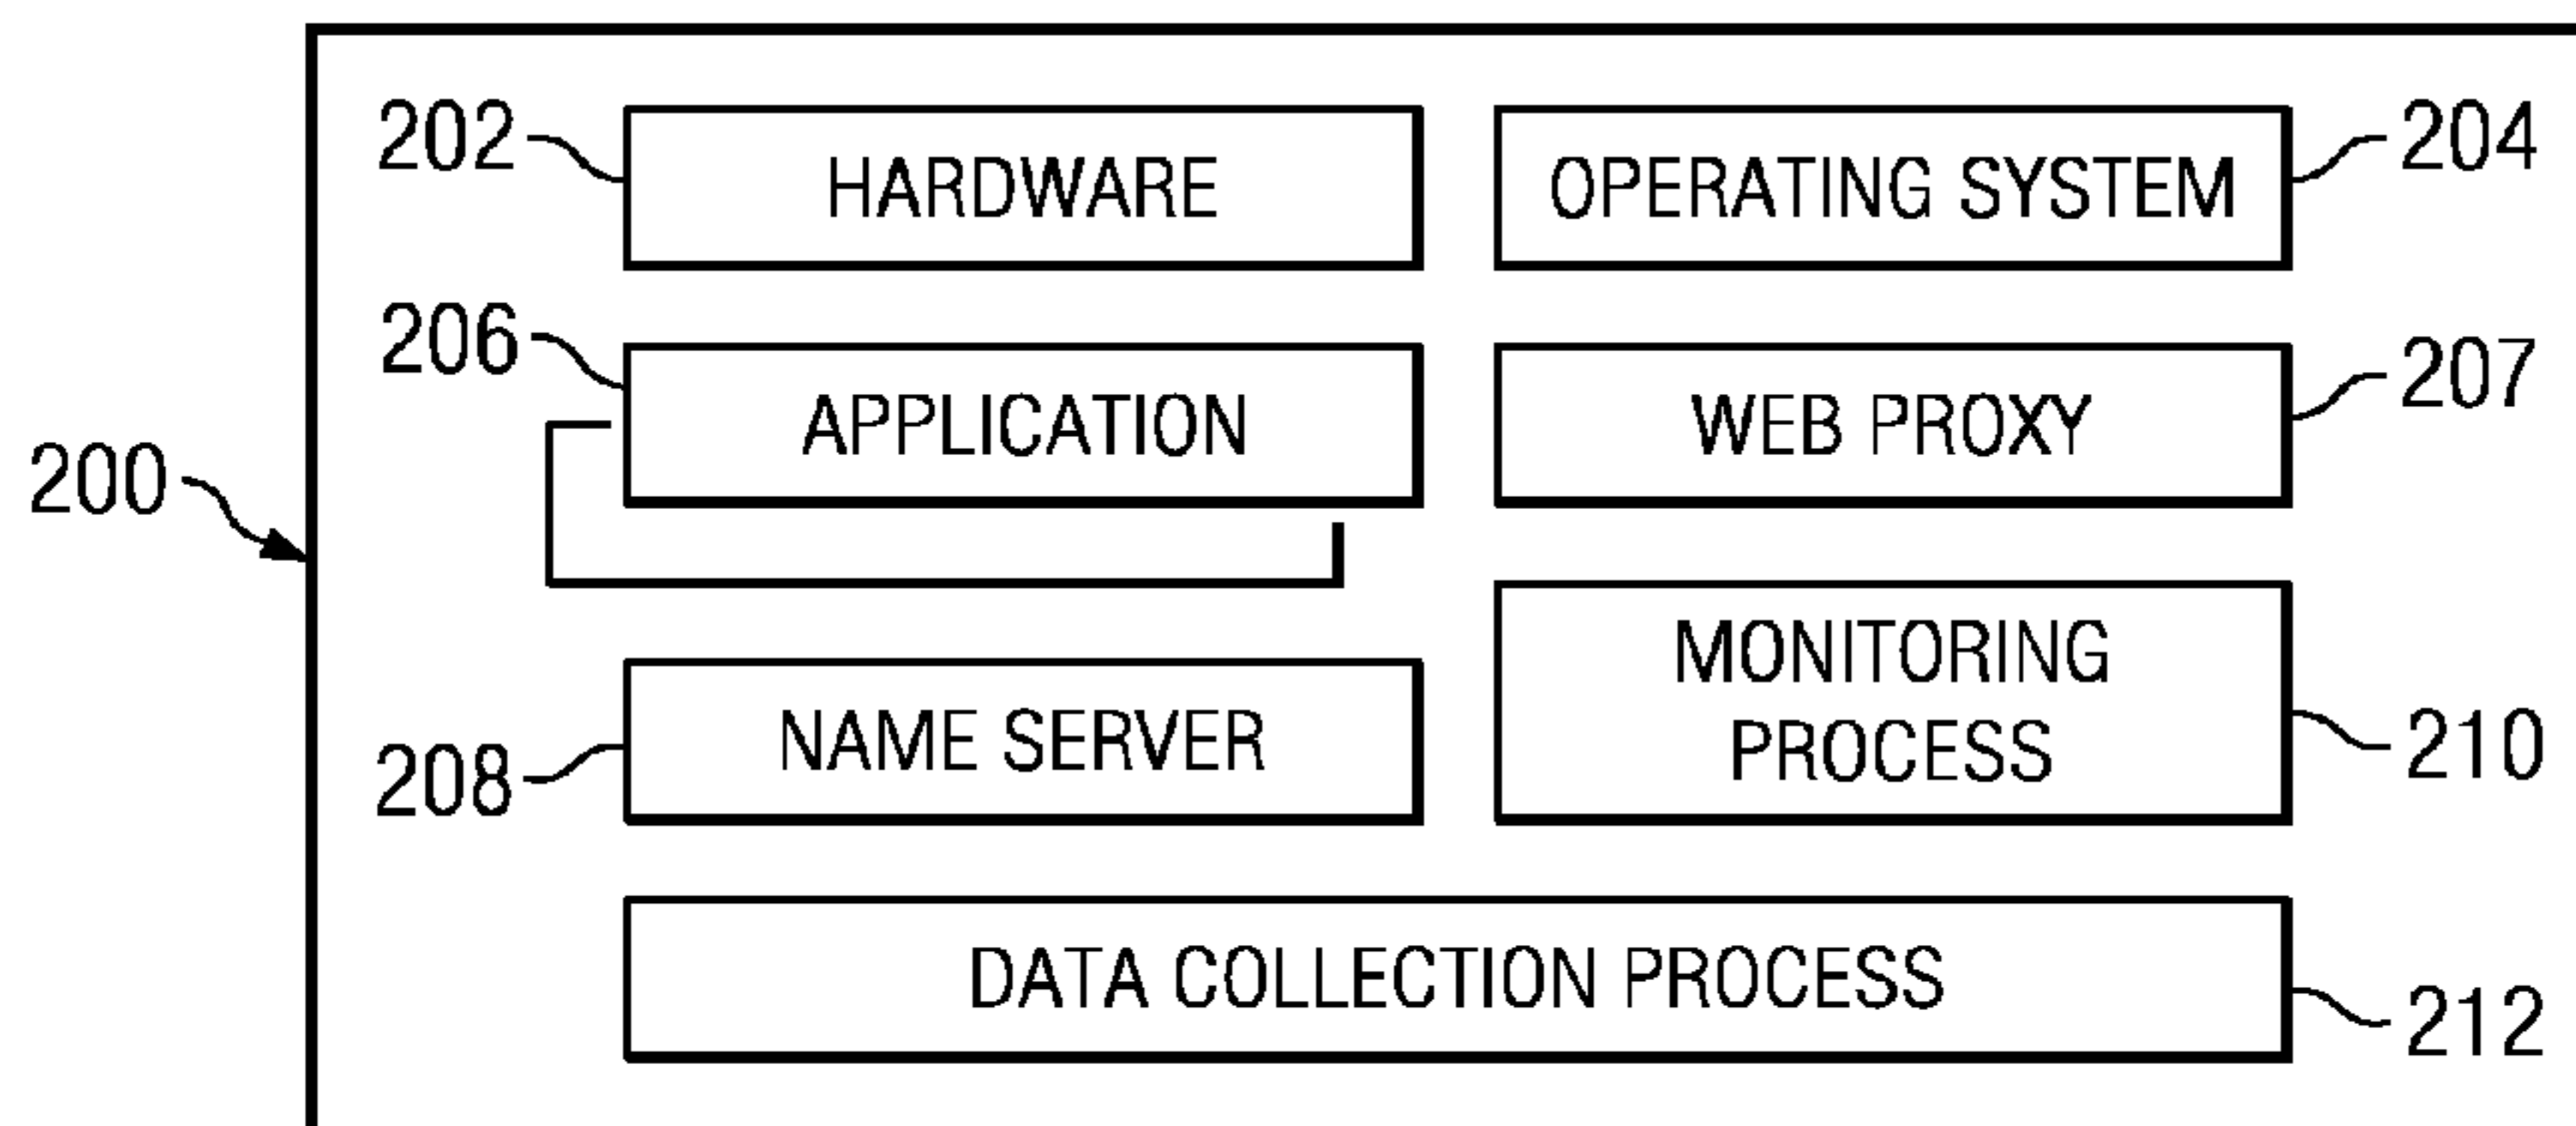 202 HARDWARE OPERATING SYSTEM 204
206 APPLICATION WEB PROXY 207
200
MONITORING
PROCESS 210
208 NAME SERVER
DATA COLLECTION PROCESS 212